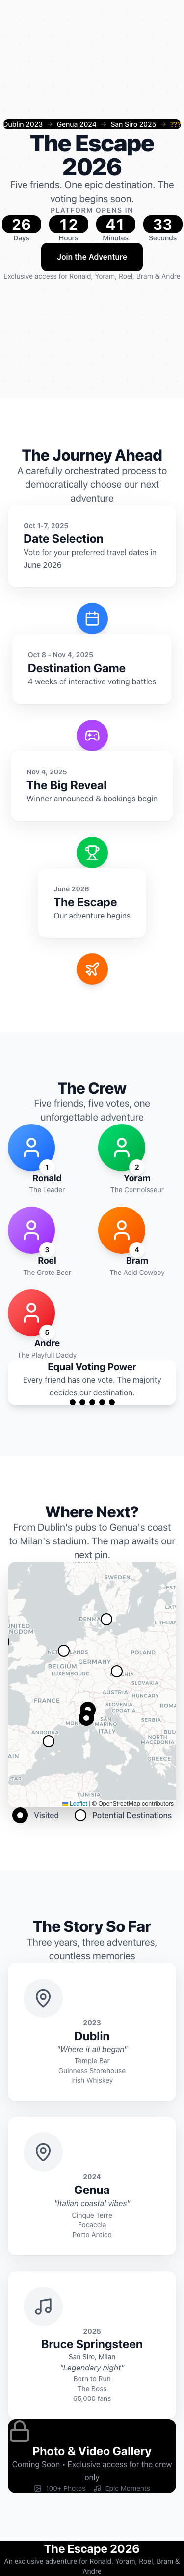 Dublin 2023 → Genua 2024 → San Siro 2025 → ???
The Escape
2026
Five friends. One epic destination. The
voting begins soon.
PLATFORM OPENS IN
26 12 41 33
Days Hours Minutes Seconds
Join the Adventure
Exclusive access for Ronald, Yoram, Roel, Bram & Andre
The Journey Ahead
A carefully orchestrated process to
democratically choose our next
adventure
Oct 1-7, 2025
Date Selection
Vote for your preferred travel dates in
June 2026
Oct 8 - Nov 4, 2025
Destination Game
4 weeks of interactive voting battles
Nov 4, 2025
The Big Reveal
Winner announced & bookings begin
June 2026
The Escape
Our adventure begins
The Crew
Five friends, five votes, one
unforgettable adventure
1
Ronald
The Leader
2
Yoram
The Connoisseur
3
Roel
The Grote Beer
4
Bram
The Acid Cowboy
5
Andre
The Playfull Daddy
Equal Voting Power
Every friend has one vote. The majority
decides our destination.
Where Next?
From Dublin's pubs to Genua's coast
to Milan's stadium. The map awaits our
next pin.
SWEDEN
LITHUAN
UNITED
KINGDOM
POLAND
BELGIUM
GERMANY
LUXEMBOURG
SLOVAKIA
AUSTRIA
HUNGARY
FRANCE
SLOVENIA
CROATIA
ROMA
SAN
MARINO
SERBIA
ITALY
ANDORRA
NORTH
MACEDONIA
AIN
GREECE
TUNISIA
Leaflet | © OpenStreetMap contributors
Visited Potential Destinations
The Story So Far
Three years, three adventures,
countless memories
2023
Dublin
"Where it all began"
Temple Bar
Guinness Storehouse
Irish Whiskey
2024
Genua
"Italian coastal vibes"
Cinque Terre
Focaccia
Porto Antico
2025
Bruce Springsteen
San Siro, Milan
"Legendary night"
Born to Run
The Boss
65,000 fans
Photo & Video Gallery
Coming Soon • Exclusive access for the crew
only
100+ Photos Epic Moments
The Escape 2026
An exclusive adventure for Ronald, Yoram, Roel, Bram &
Andre